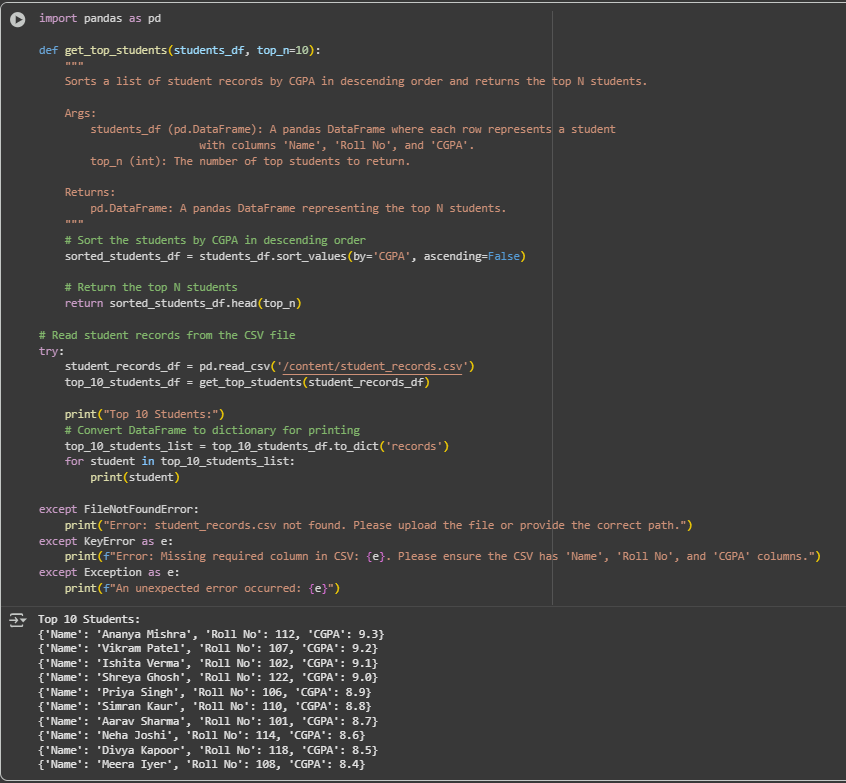 import pandas as pd

def get_top_students(students_df, top_n=10):
    """
    Sorts a list of student records by CGPA in descending order and returns the top N students.

    Args:
        students_df (pd.DataFrame): A pandas DataFrame where each row represents a student
                        with columns 'Name', 'Roll No', and 'CGPA'.
        top_n (int): The number of top students to return.

    Returns:
        pd.DataFrame: A pandas DataFrame representing the top N students.
    """
    # Sort the students by CGPA in descending order
    sorted_students_df = students_df.sort_values(by='CGPA', ascending=False)

    # Return the top N students
    return sorted_students_df.head(top_n)

# Read student records from the CSV file
try:
    student_records_df = pd.read_csv('/content/student_records.csv')
    top_10_students_df = get_top_students(student_records_df)

    print("Top 10 Students:")
    # Convert DataFrame to dictionary for printing
    top_10_students_list = top_10_students_df.to_dict('records')
    for student in top_10_students_list:
        print(student)

except FileNotFoundError:
    print("Error: student_records.csv not found. Please upload the file or provide the correct path.")
except KeyError as e:
    print(f"Error: Missing required column in CSV: {e}. Please ensure the CSV has 'Name', 'Roll No', and 'CGPA' columns.")
except Exception as e:
    print(f"An unexpected error occurred: {e}")

Top 10 Students:
{'Name': 'Ananya Mishra', 'Roll No': 112, 'CGPA': 9.3}
{'Name': 'Vikram Patel', 'Roll No': 107, 'CGPA': 9.2}
{'Name': 'Ishita Verma', 'Roll No': 102, 'CGPA': 9.1}
{'Name': 'Shreya Ghosh', 'Roll No': 122, 'CGPA': 9.0}
{'Name': 'Priya Singh', 'Roll No': 106, 'CGPA': 8.9}
{'Name': 'Simran Kaur', 'Roll No': 110, 'CGPA': 8.8}
{'Name': 'Aarav Sharma', 'Roll No': 101, 'CGPA': 8.7}
{'Name': 'Neha Joshi', 'Roll No': 114, 'CGPA': 8.6}
{'Name': 'Divya Kapoor', 'Roll No': 118, 'CGPA': 8.5}
{'Name': 'Meera Iyer', 'Roll No': 108, 'CGPA': 8.4}